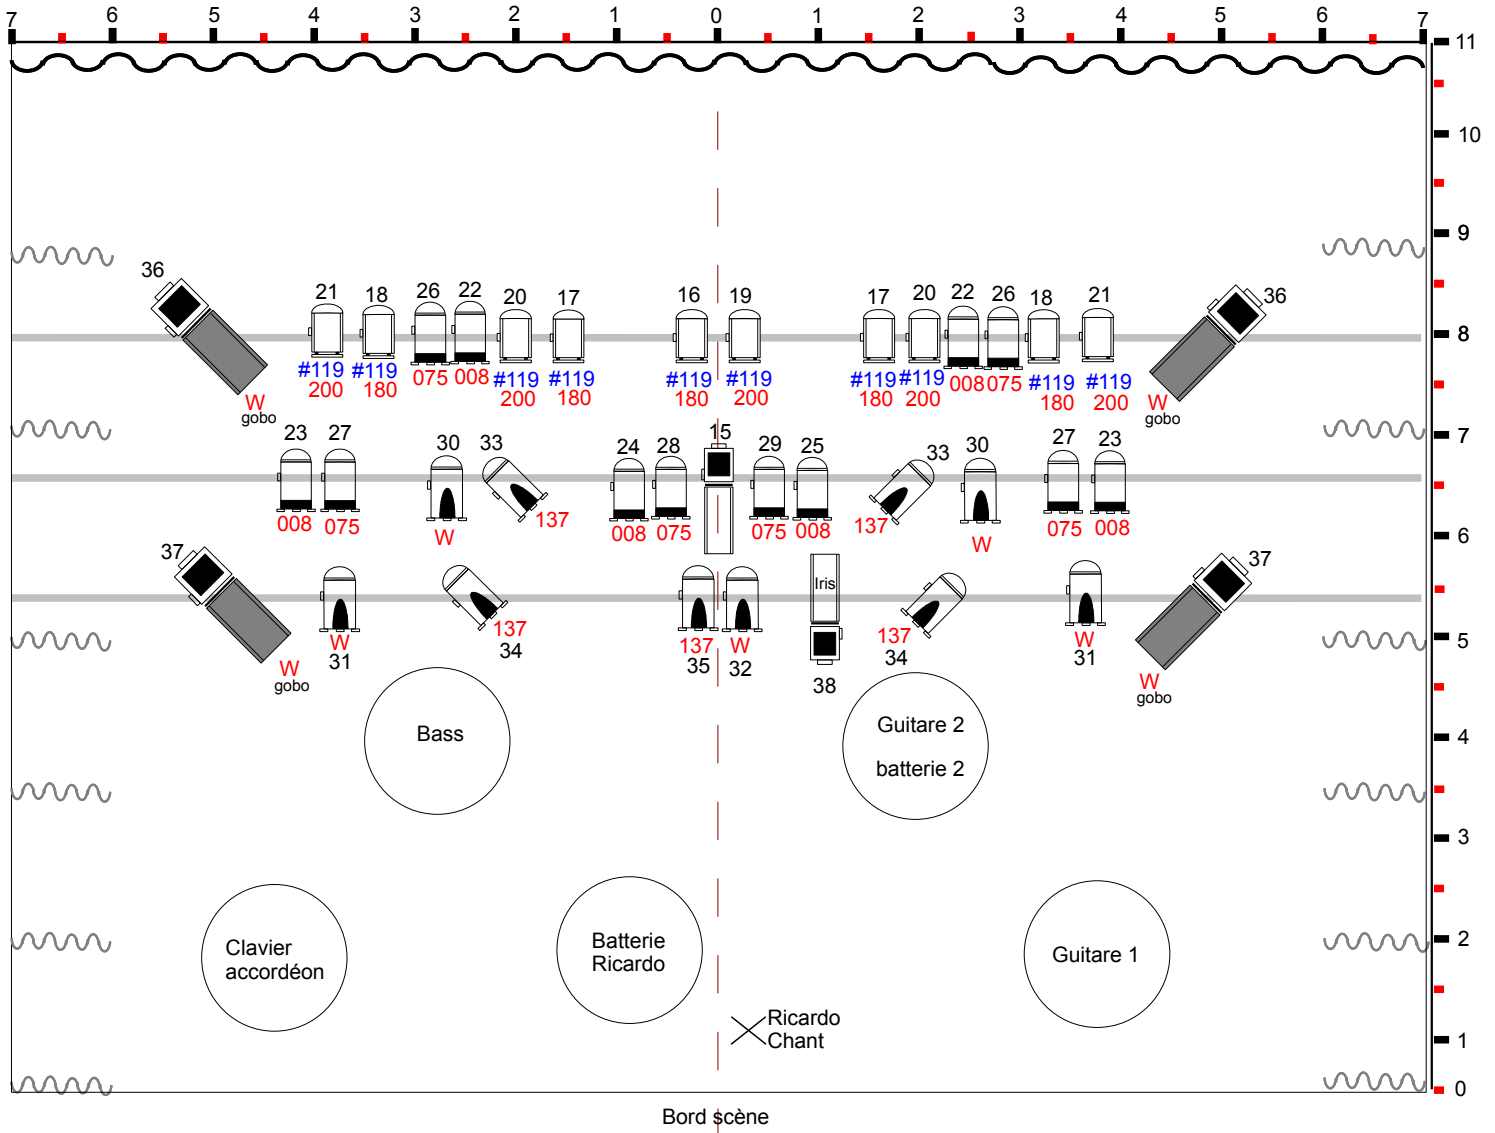 7 6 5 4 3 2 1 0 1 2 3 4 5 6 7
11
10
9
36 21 18 26 22 20 17 16 19 17 20 22 26 18 21 36
8
#119 #119 075 008 #119 #119 #119 #119 #119 #119 008 075 #119 #119
200 180 200 180 180 200 180 200 180 200
W W
gobo gobo
7
23 27 30 33 24 28 15 29 25 33 30 27 23
008 075 W 137 008 075 075 008 137 W 075 008
6
37 37
Iris
5
W 137 137 W 137 W
31 34 35 32 34 31
38
W W
gobo gobo
Bass
Guitare 2
batterie 2
4
3
Clavier
accordéon
Batterie
Ricardo
Guitare 1
2
Ricardo
Chant
1
0
Bord scène